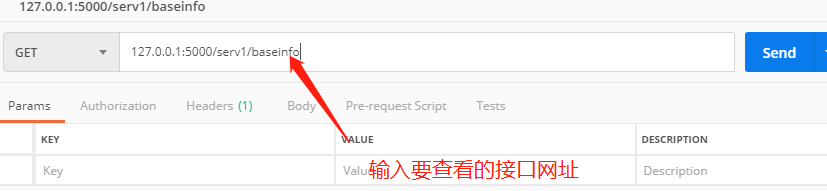 127.0.0.1:5000/serv1/baseinfo
GET 127.0.0.1:5000/serv1/baseinfo Send
Params Authorization Headers (1) Body Pre-request Script Tests
KEY VALUE DESCRIPTION
Key Value Description
输入要查看的接口网址